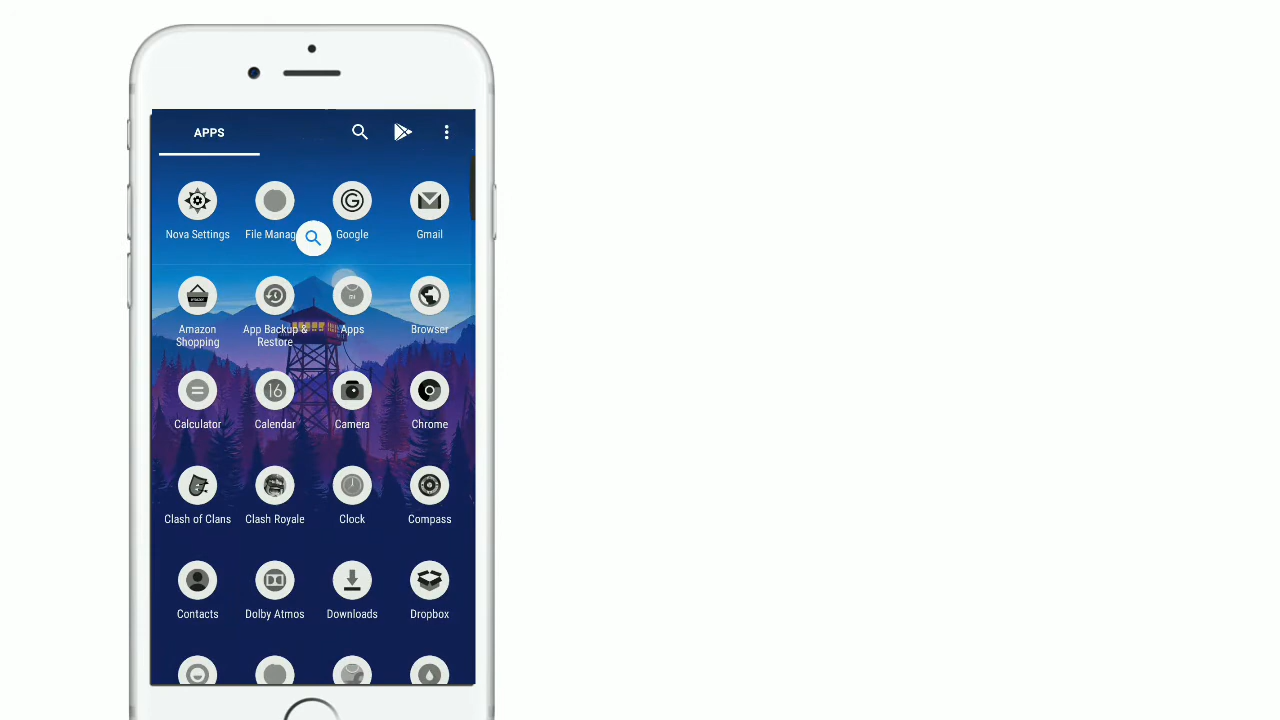 APPS
Nova Settings
File Manag
Google
Gmail
Amazon
Shopping
App Backup &
Restore
Apps
Browser
Calculator
16
Calendar
Camera
Chrome
Clash of Clans
Clash Royale
Clock
Compass
Contacts
Dolby Atmos
Downloads
Dropbox